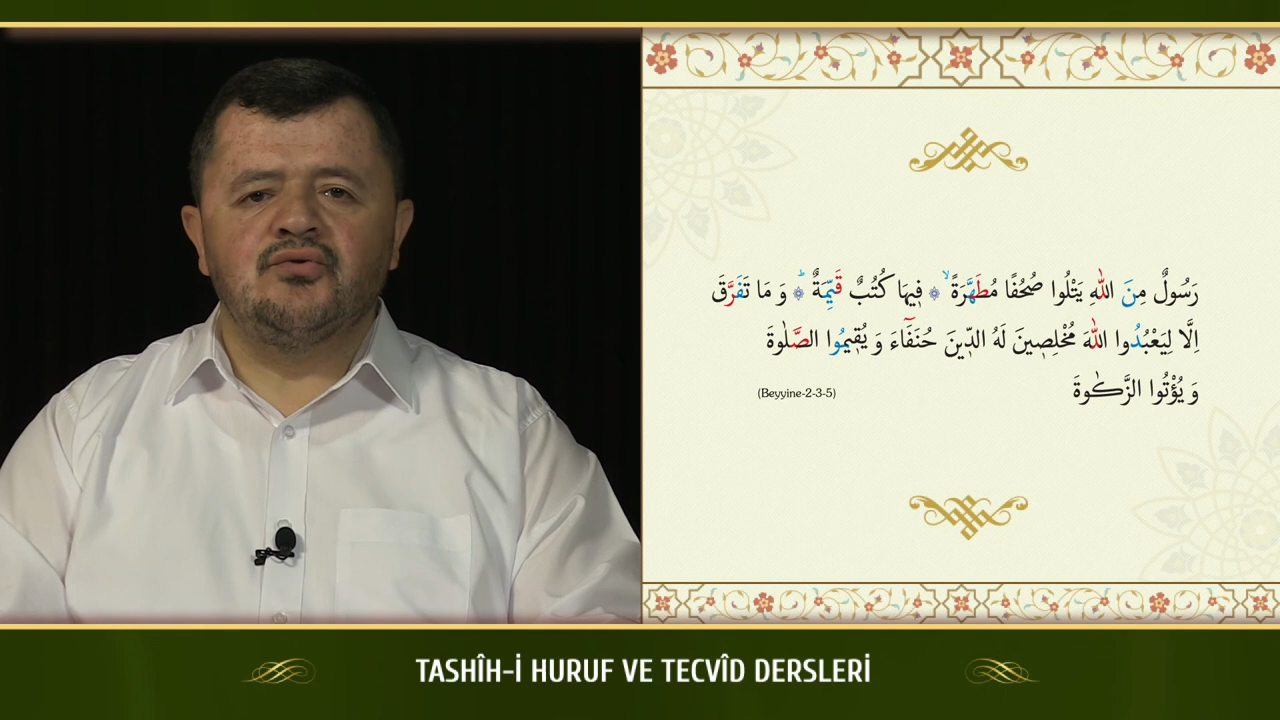 رَسُولٌ مِنَ اللّٰهِ يَتْلُوا صُحُفًا مُطَهَّرَةًۙ ۞ فٖيهَا كُتُبٌ قَيِّمَةٌؕ ۞ وَ مَا تَفَرَّقَ
اِلَّا لِيَعْبُدُوا اللّٰهَ مُخْلِصٖينَ لَهُ الدّٖينَ حُنَفَٓاءَ وَ يُقٖيمُوا الصَّلٰوةَ
وَ يُؤْتُوا الزَّكٰوةَ
(Beyyine-2-3-5)
TASHÎH-İ HURUF VE TECVÎD DERSLERİ